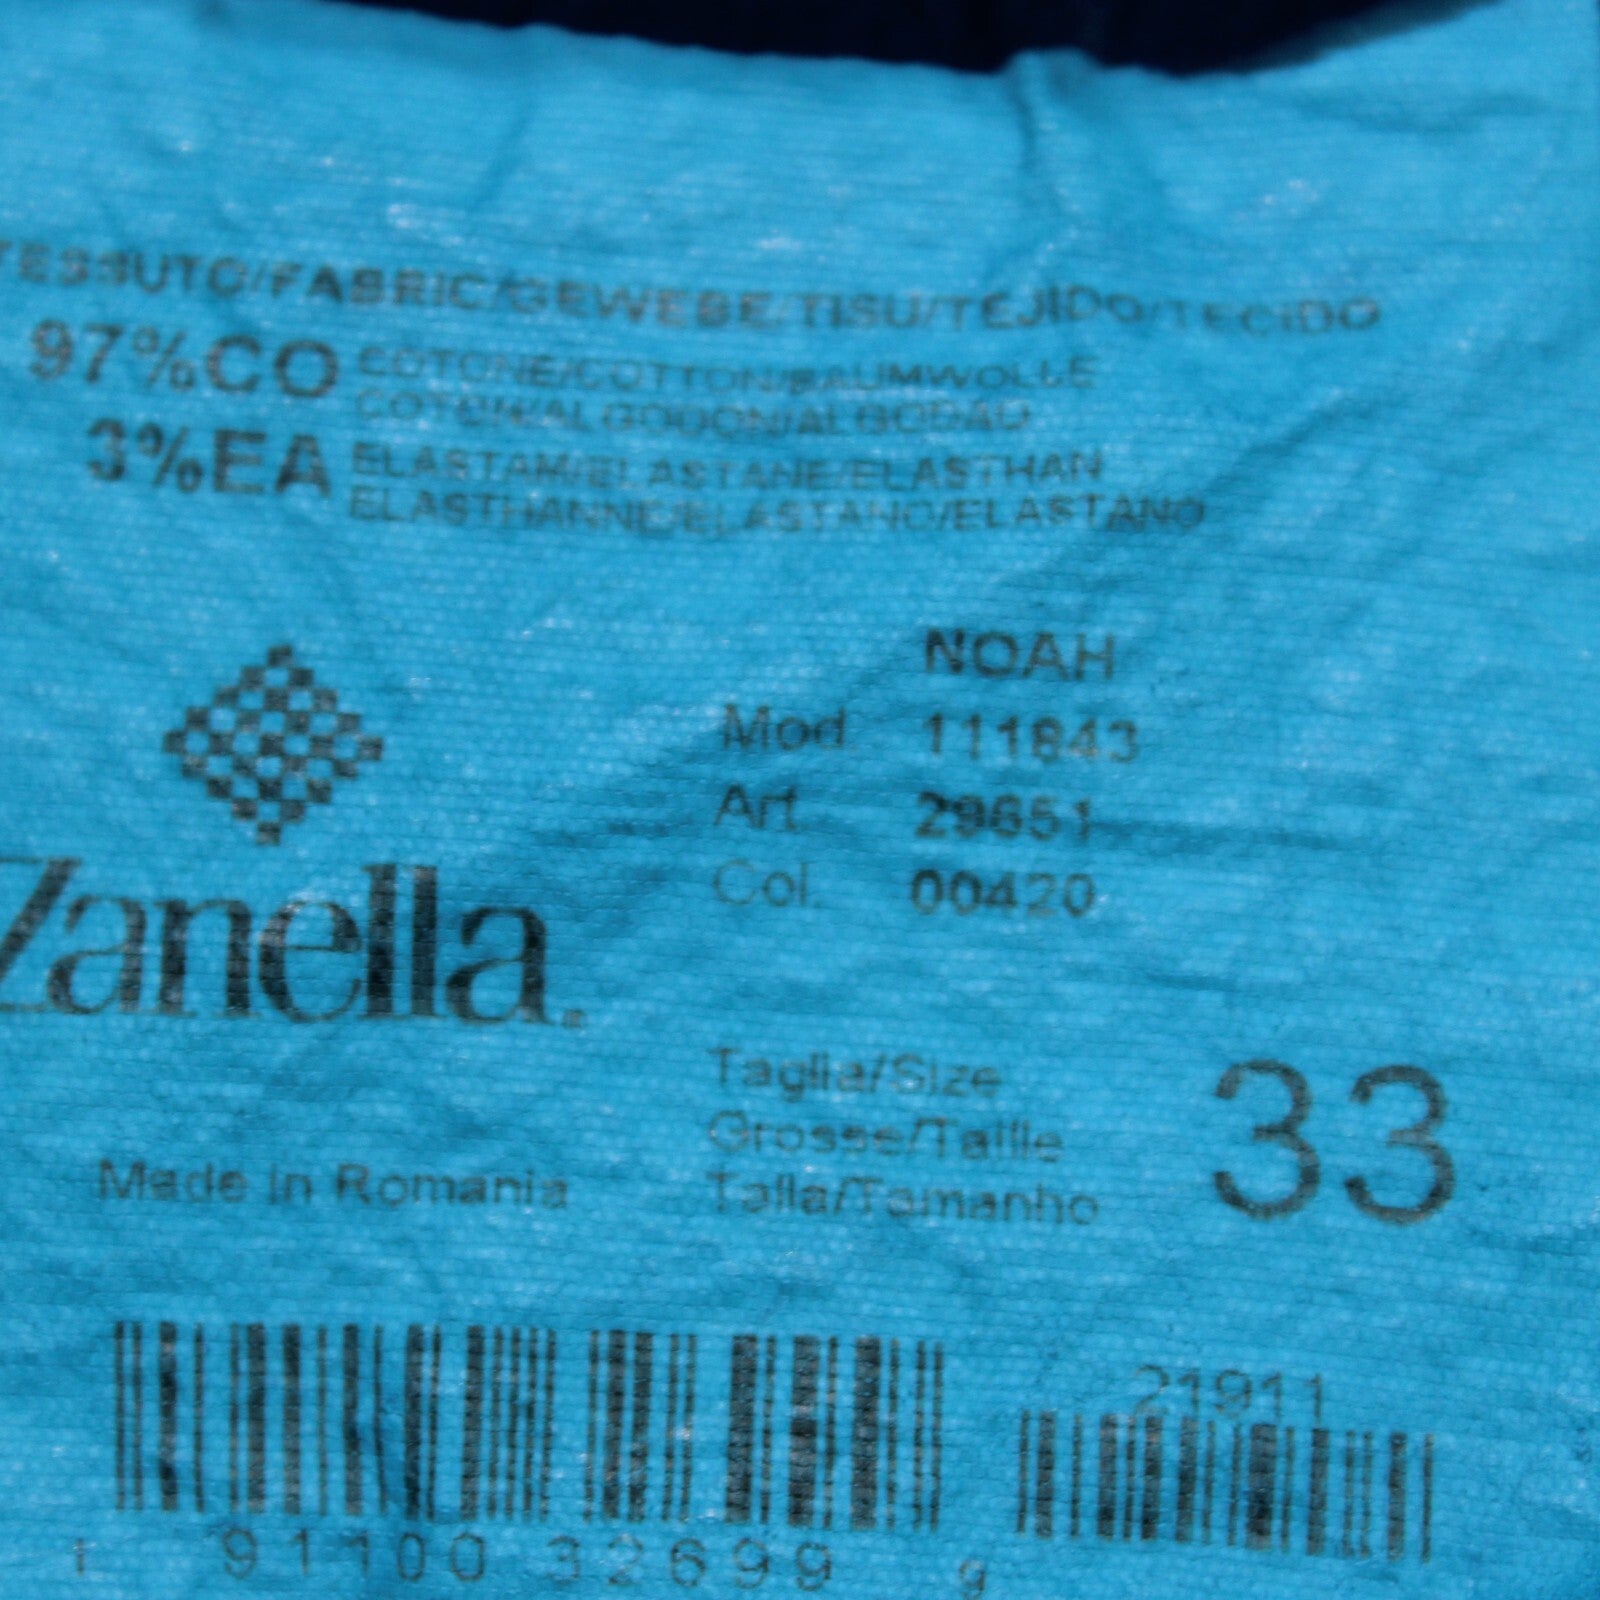 TESSUTO/FABRIC/GEWEBE/TISU/TEJIDO/TECIDO
97%CO COTONE/COTTON/BAUMWOLLE
COTON/ALGODON/ALGODAO
3%EA ELASTAM/ELASTANE/ELASTHAN
ELASTHANNE/ELASTANO/ELASTANO
NOAH
Mod. 111843
Art. 29651
Col. 00420
Zanella.
Taglia/Size
Grosse/Taille
Talla/Tamanho
33
Made in Romania
21911
1 91100 32699 9